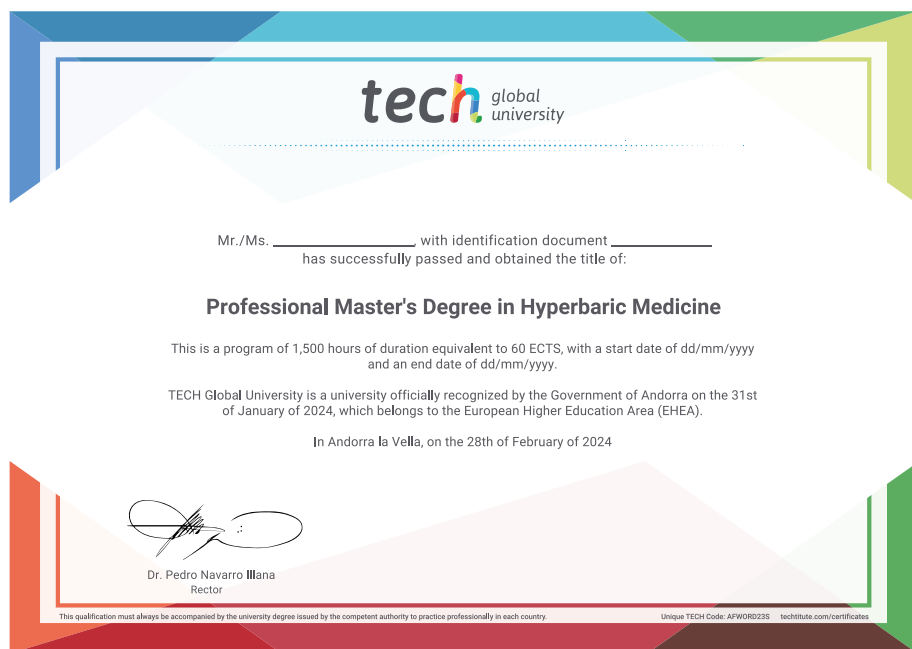 tech global university
Mr./Ms. ____________________, with identification document ______________
has successfully passed and obtained the title of:
Professional Master's Degree in Hyperbaric Medicine
This is a program of 1,500 hours of duration equivalent to 60 ECTS, with a start date of dd/mm/yyyy
and an end date of dd/mm/yyyy.
TECH Global University is a university officially recognized by the Government of Andorra on the 31st
of January of 2024, which belongs to the European Higher Education Area (EHEA).
In Andorra la Vella, on the 28th of February of 2024
Dr. Pedro Navarro Illana
Rector
This qualification must always be accompanied by the university degree issued by the competent authority to practice professionally in each country. Unique TECH Code: AFWORD23S techtitute.com/certificates